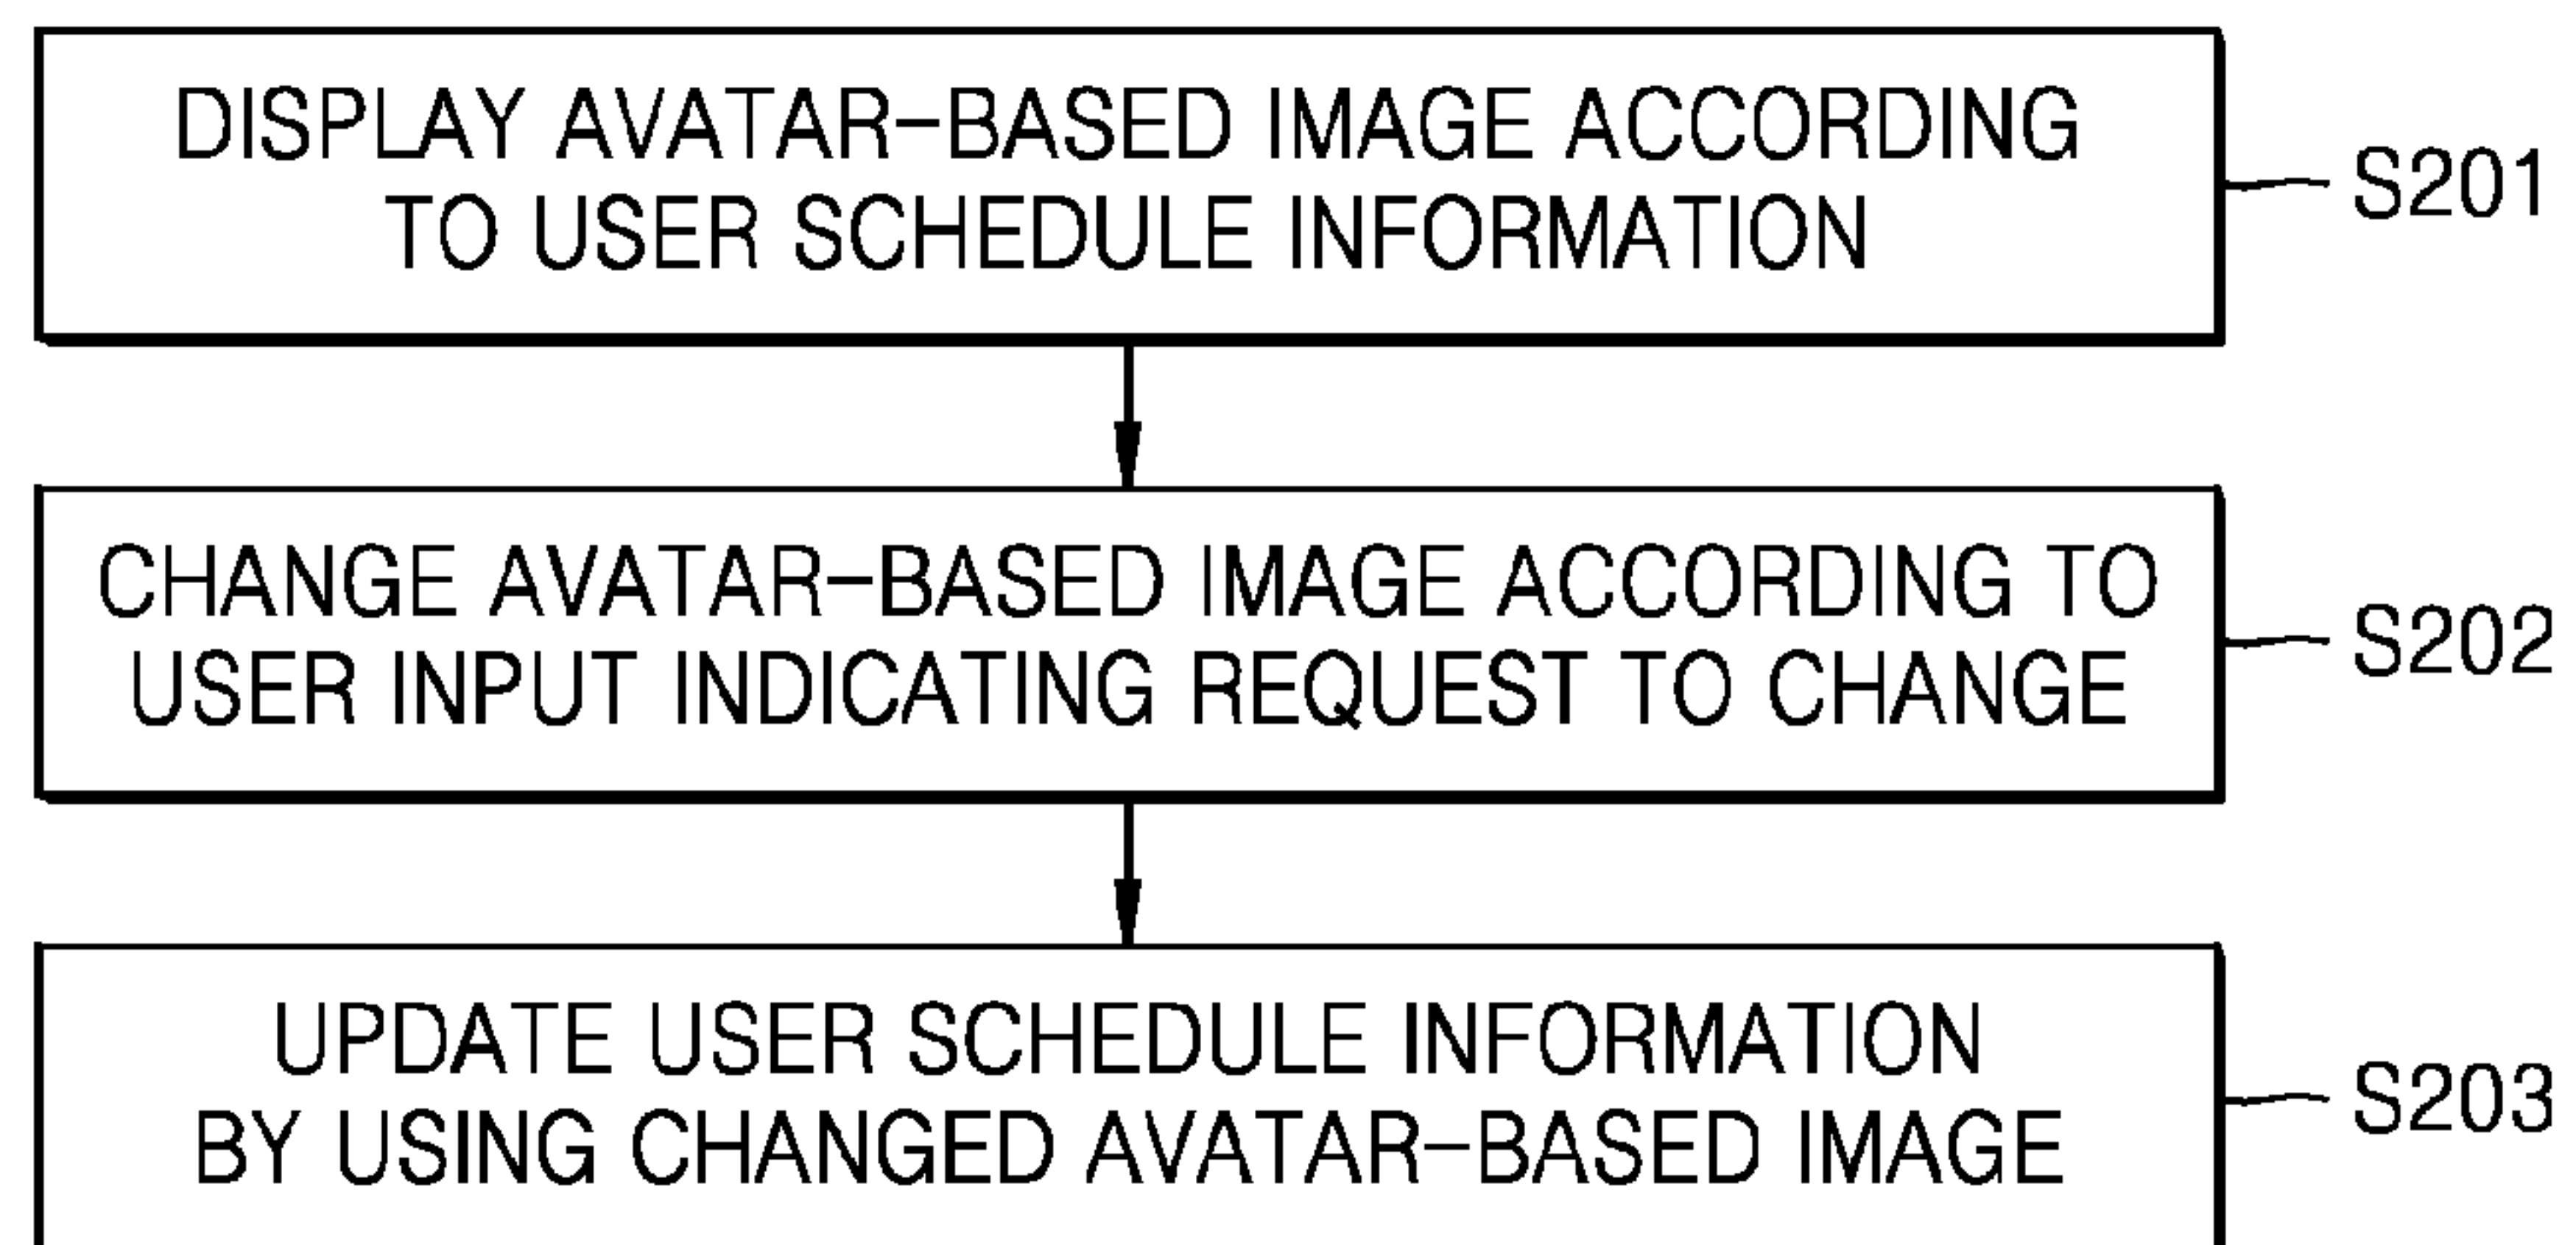 DISPLAY AVATAR-BASED IMAGE ACCORDING
TO USER SCHEDULE INFORMATION
S201
CHANGE AVATAR-BASED IMAGE ACCORDING TO
USER INPUT INDICATING REQUEST TO CHANGE
S202
UPDATE USER SCHEDULE INFORMATION
BY USING CHANGED AVATAR-BASED IMAGE
S203